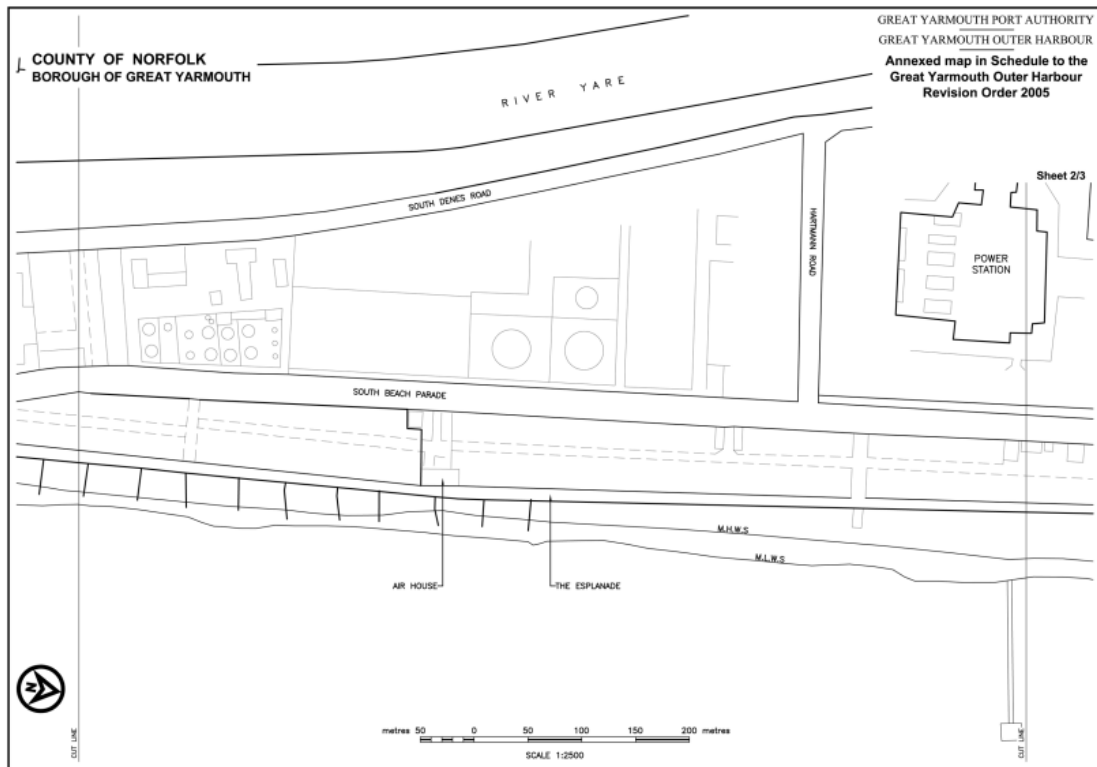 COUNTY OF NORFOLK
BOROUGH OF GREAT YARMOUTH
GREAT YARMOUTH PORT AUTHORITY
GREAT YARMOUTH OUTER HARBOUR
Annexed map in Schedule to the
Great Yarmouth Outer Harbour
Revision Order 2005
Sheet 2/3
RIVER YARE
SOUTH DENES ROAD
HARTMANN ROAD
POWER
STATION
SOUTH BEACH PARADE
M.H.W.S
M.L.W.S
AIR HOUSE
THE ESPLANADE
N
CUT LINE
metres 50 0 50 100 150 200 metres
SCALE 1:2500
CUT LINE